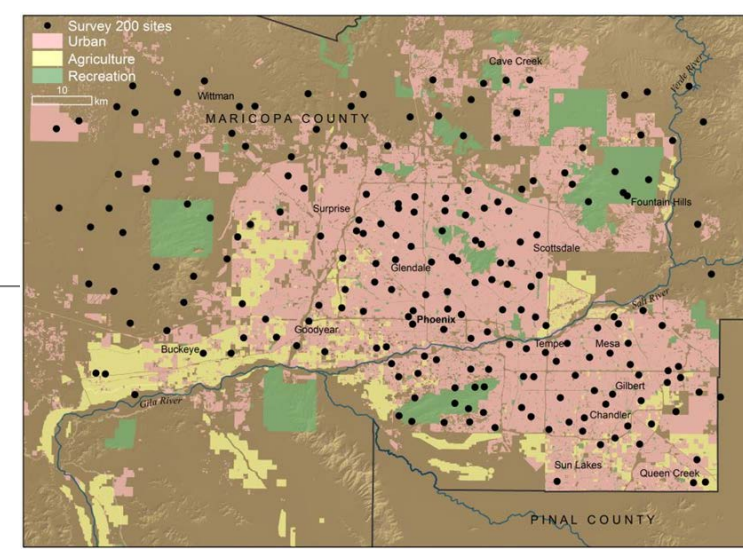 Survey 200 sites
Urban
Agriculture
Recreation
10
km
Cave Creek
Verde River
Wittman
MARICOPA COUNTY
Fountain Hills
Surprise
Scottsdale
Glendale
Salt River
Phoenix
Goodyear
Tempe
Mesa
Buckeye
Gilbert
Gila River
Chandler
Sun Lakes
Queen Creek
PINAL COUNTY